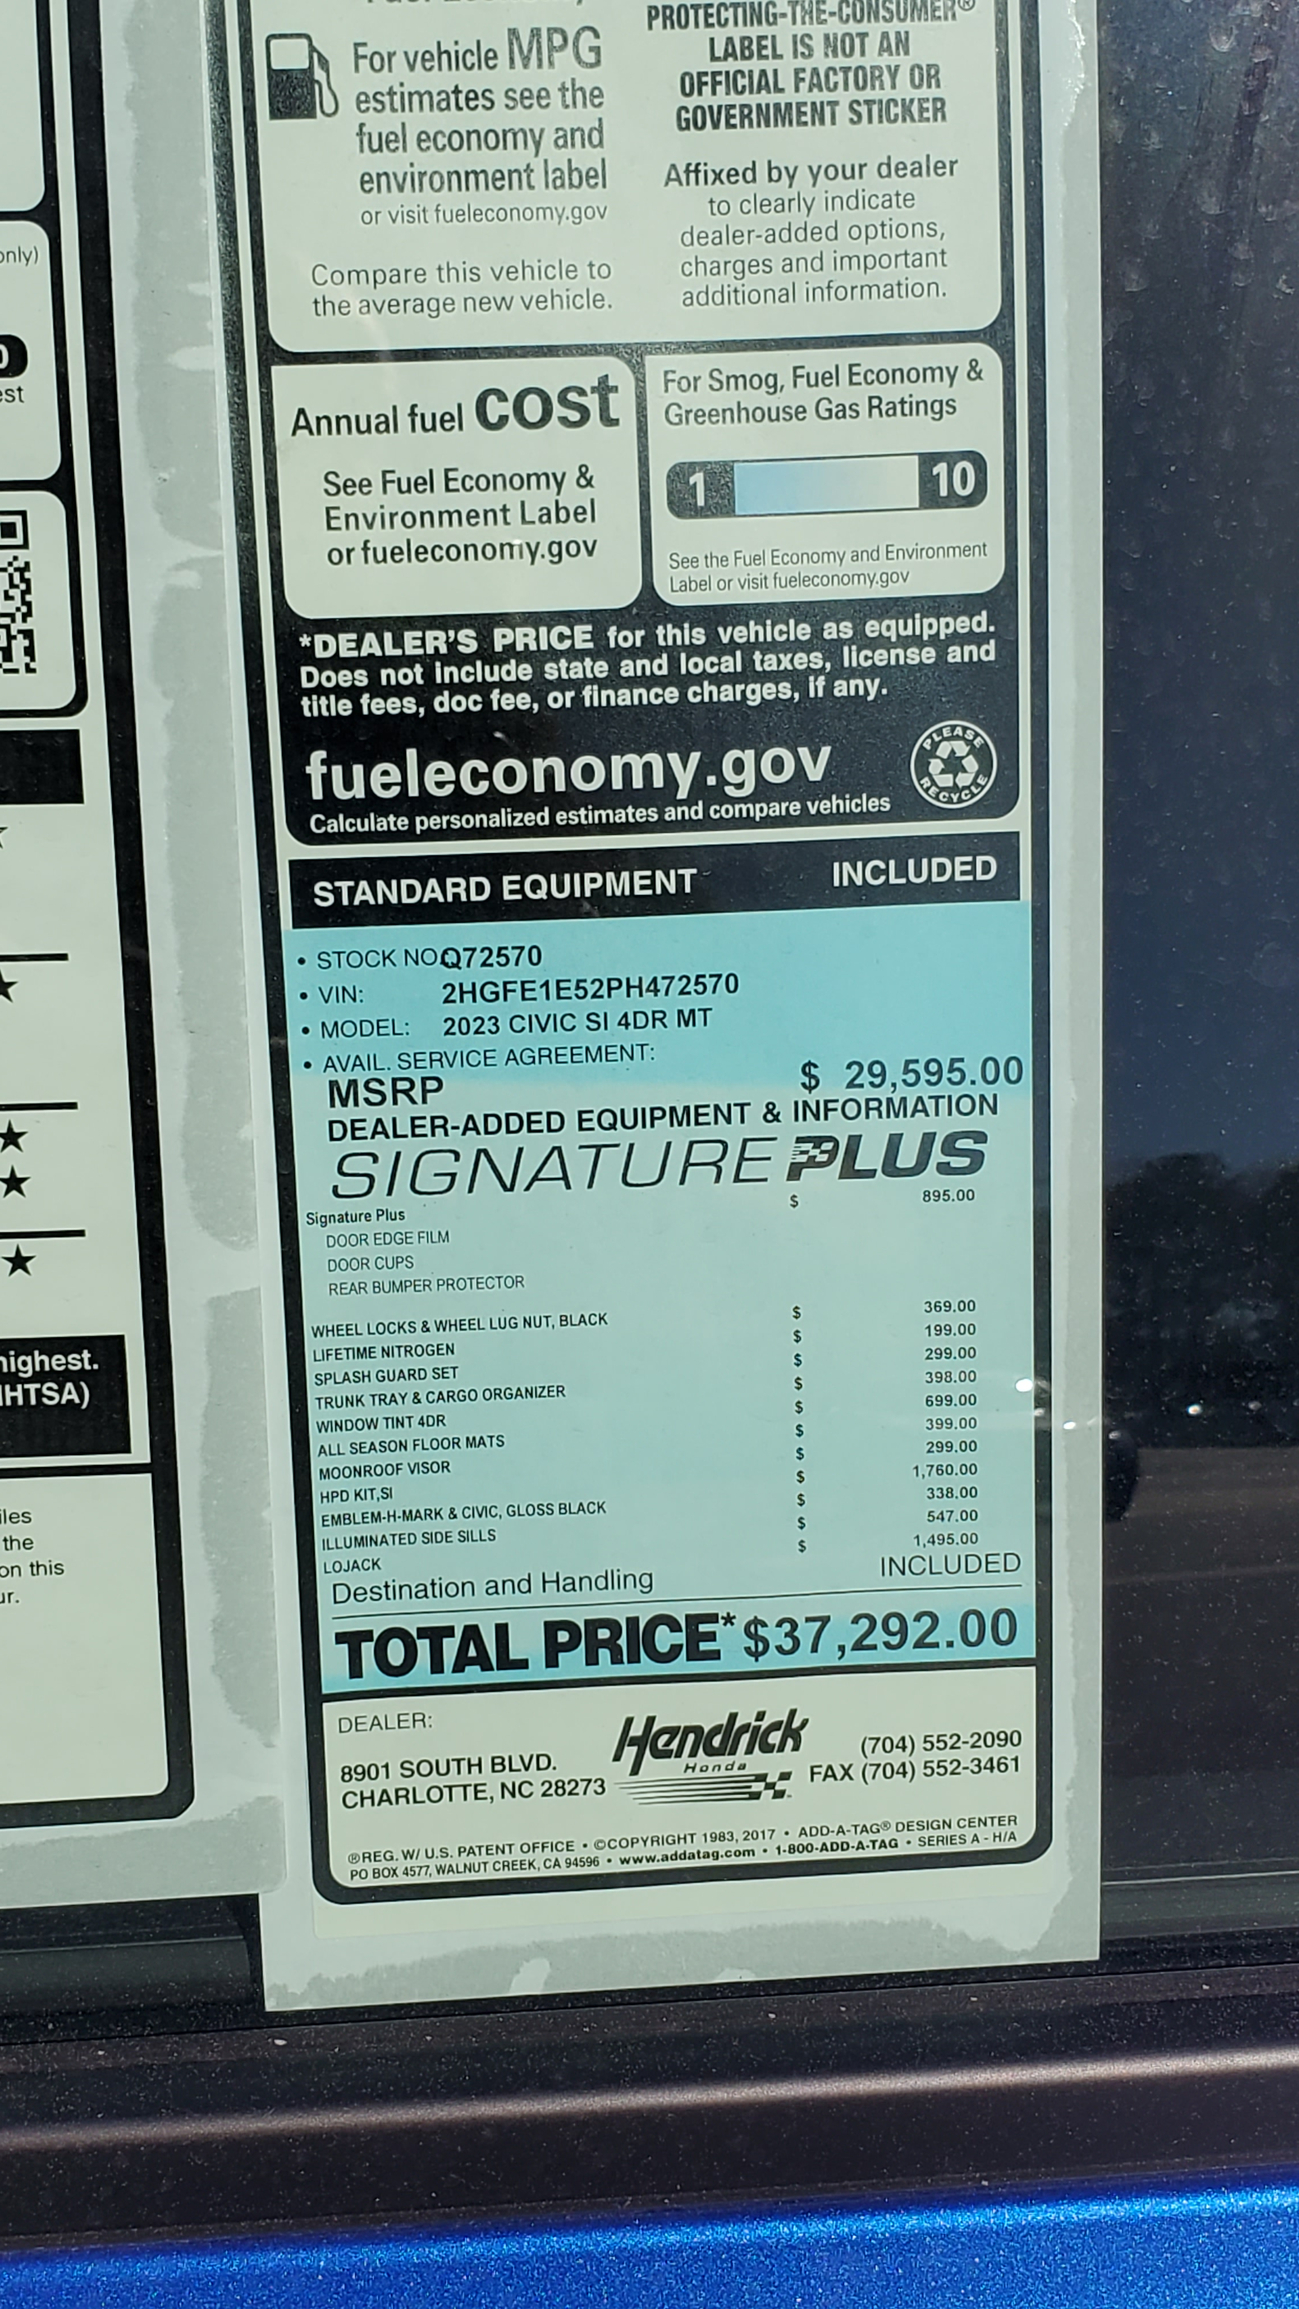 For vehicle MPG
estimates see the
fuel economy and
environment label
or visit fueleconomy.gov
Compare this vehicle to
the average new vehicle.
PROTECTING-THE-CONSUMER®
LABEL IS NOT AN
OFFICIAL FACTORY OR
GOVERNMENT STICKER
Affixed by your dealer
to clearly indicate
dealer-added options,
charges and important
additional information.
only)
Annual fuel COST
See Fuel Economy &
Environment Label
or fueleconomy.gov
For Smog, Fuel Economy &
Greenhouse Gas Ratings
1 10
See the Fuel Economy and Environment
Label or visit fueleconomy.gov
*DEALER'S PRICE for this vehicle as equipped.
Does not include state and local taxes, license and
title fees, doc fee, or finance charges, if any.
fueleconomy.gov
PLEASE RECYCLE
Calculate personalized estimates and compare vehicles
STANDARD EQUIPMENT INCLUDED
• STOCK NO Q72570
• VIN: 2HGFE1E52PH472570
• MODEL: 2023 CIVIC SI 4DR MT
• AVAIL. SERVICE AGREEMENT:
MSRP $ 29,595.00
DEALER-ADDED EQUIPMENT & INFORMATION
SIGNATURE PLUS
Signature Plus $ 895.00
DOOR EDGE FILM
DOOR CUPS
REAR BUMPER PROTECTOR
WHEEL LOCKS & WHEEL LUG NUT, BLACK $ 369.00
LIFETIME NITROGEN $ 199.00
SPLASH GUARD SET $ 299.00
TRUNK TRAY & CARGO ORGANIZER $ 398.00
WINDOW TINT 4DR $ 699.00
ALL SEASON FLOOR MATS $ 399.00
MOONROOF VISOR $ 299.00
HPD KIT,SI $ 1,760.00
EMBLEM-H-MARK & CIVIC, GLOSS BLACK $ 338.00
ILLUMINATED SIDE SILLS $ 547.00
LOJACK $ 1,495.00
Destination and Handling INCLUDED
TOTAL PRICE* $37,292.00
DEALER:
8901 SOUTH BLVD.
CHARLOTTE, NC 28273
Hendrick
Honda
(704) 552-2090
FAX (704) 552-3461
®REG. W/ U.S. PATENT OFFICE • ©COPYRIGHT 1983, 2017 • ADD-A-TAG® DESIGN CENTER
PO BOX 4577, WALNUT CREEK, CA 94596 • www.addatag.com • 1-800-ADD-A-TAG • SERIES A - H/A
highest.
the
on this